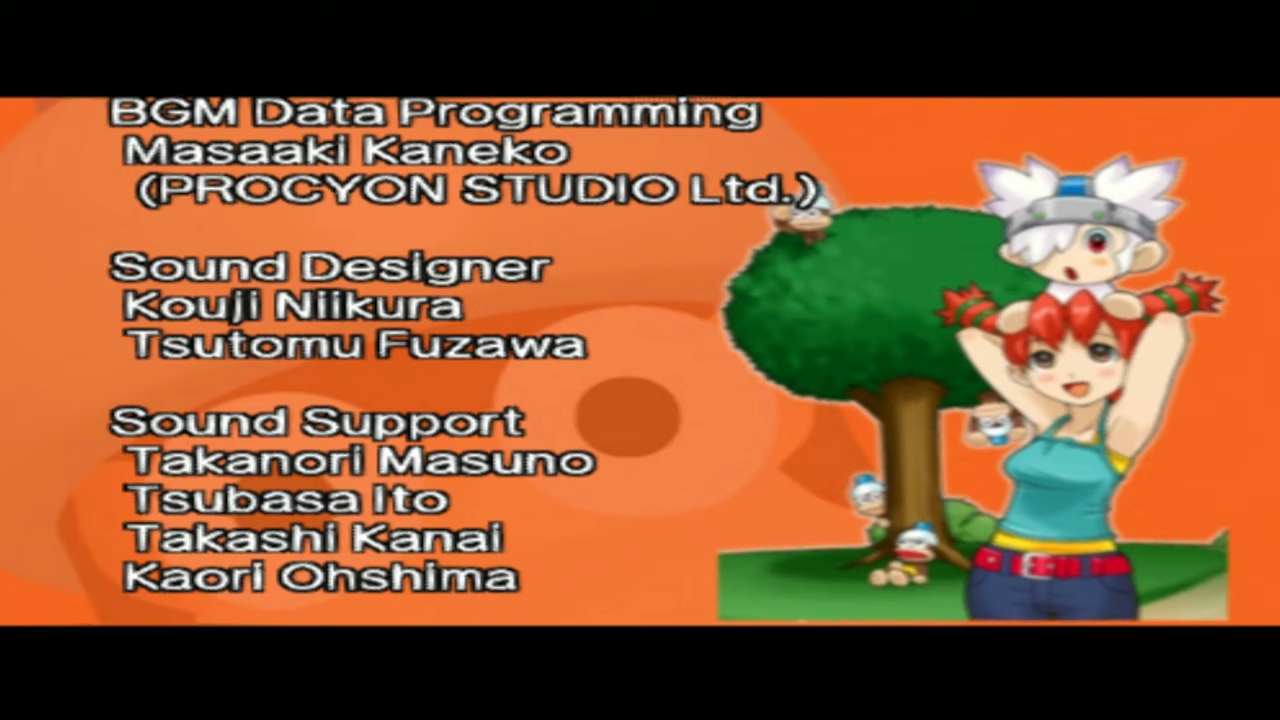 BGM Data Programming
Masaaki Kaneko
(PROCYON STUDIO Ltd.)
Sound Designer
Kouji Niikura
Tsutomu Fuzawa
Sound Support
Takanori Masuno
Tsubasa Ito
Takashi Kanai
Kaori Ohshima